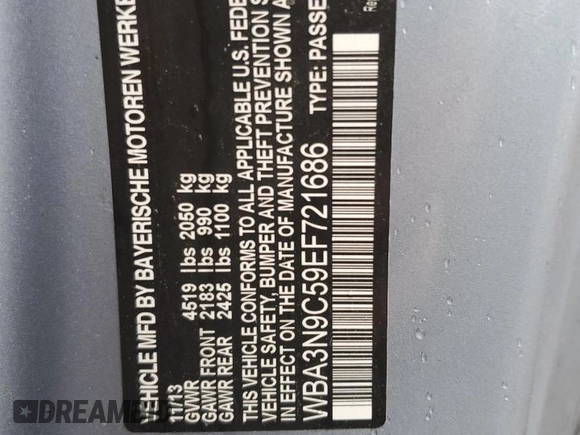 VEHICLE MFD BY BAYERISCHE MOTOREN WERKE
11/13
GVWR 4519 lbs 2050 kg
GAWR FRONT 2183 lbs 990 kg
GAWR REAR 2425 lbs 1100 kg
THIS VEHICLE CONFORMS TO ALL APPLICABLE U.S. FEDE
VEHICLE SAFETY, BUMPER AND THEFT PREVENTION S
IN EFFECT ON DATE OF MANUFACTURE SHOWN A
WBA3N9C59EF721686 TYPE: PASSE
DREAMBID